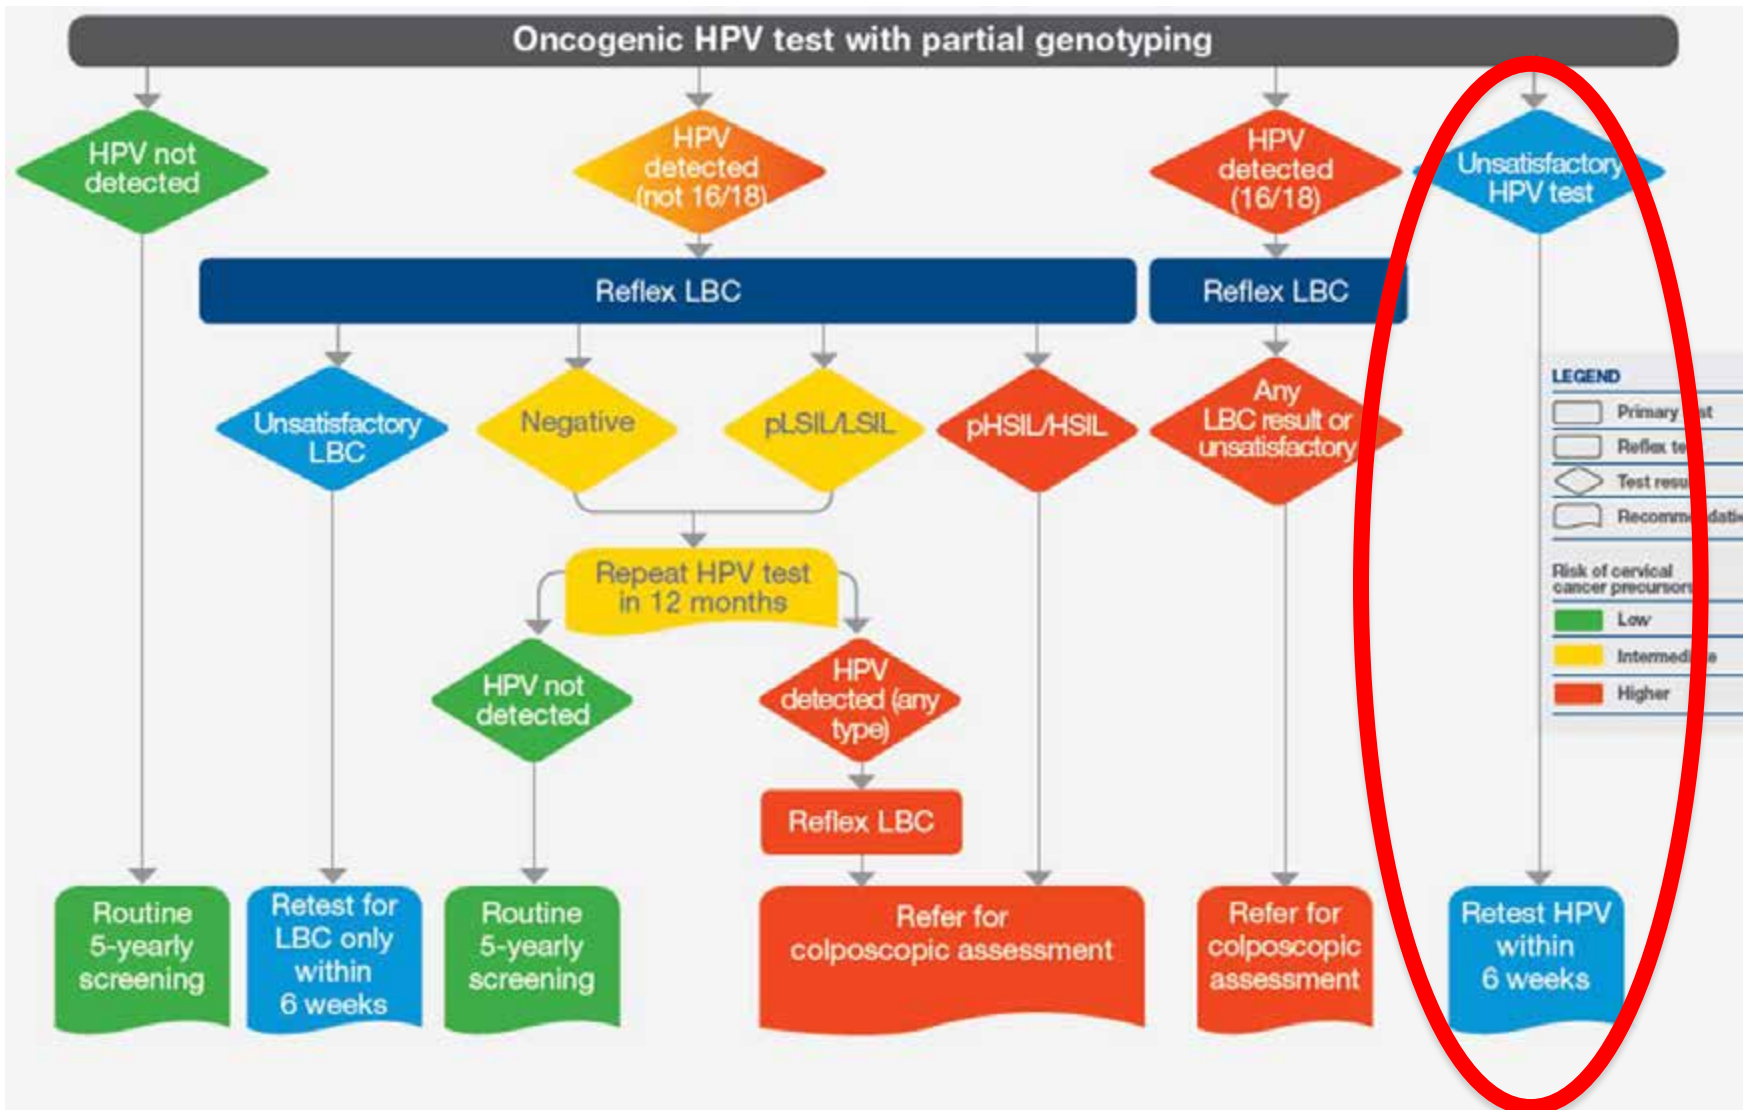 Oncogenic HPV test with partial genotyping
HPV not
detected
HPV
detected
(not 16/18)
HPV
detected
(16/18)
Unsatisfactory
HPV test
Reflex LBC
Reflex LBC
Unsatisfactory
LBC
Negative
pLSIL/LSIL
pHSIL/HSIL
Any
LBC result or
unsatisfactory
Repeat HPV test
in 12 months
HPV not
detected
HPV
detected (any
type)
Reflex LBC
Routine
5-yearly
screening
Retest for
LBC only
within
6 weeks
Routine
5-yearly
screening
Refer for
colposcopic assessment
Refer for
colposcopic
assessment
Retest HPV
within
6 weeks
LEGEND
Primary
Reflex
Test
Risk of cervical
cancer precursors
Low
Intermediate
Higher